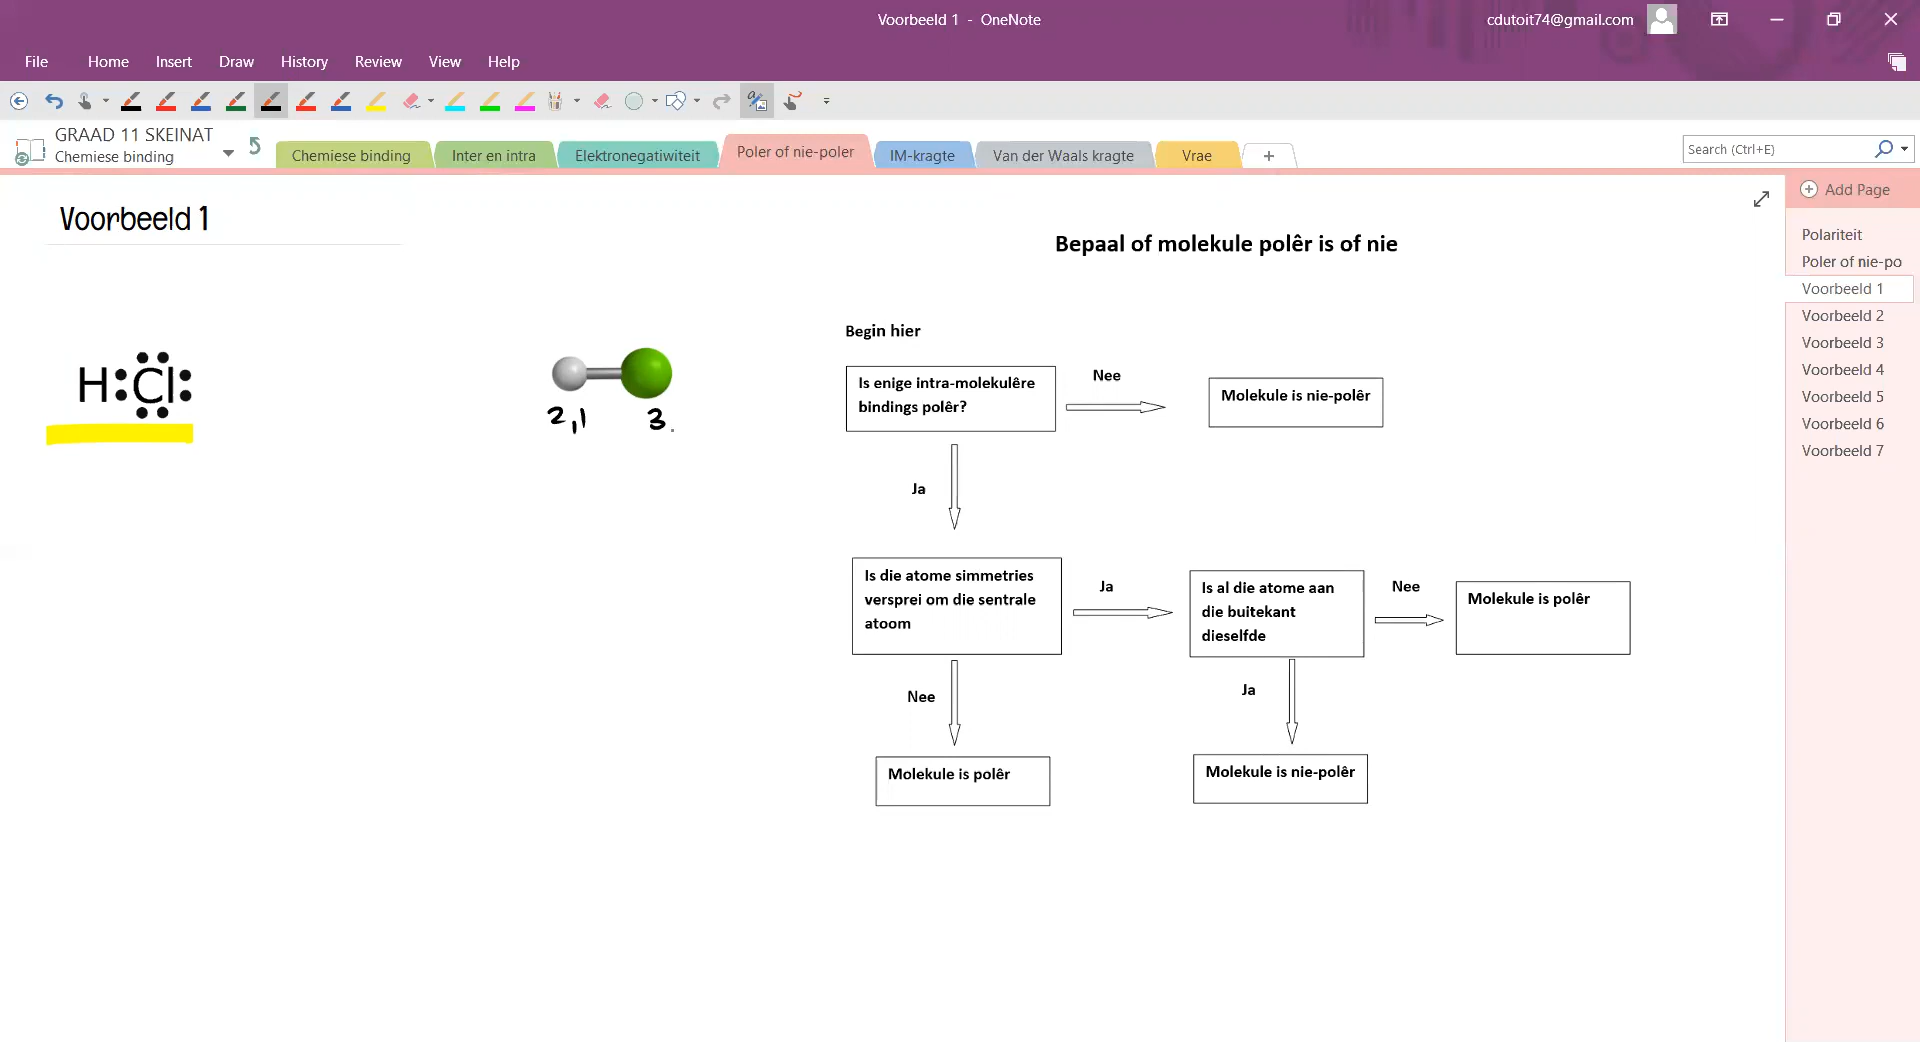 Voorbeeld 1 - OneNote
cdutoit74@gmail.com
File Home Insert Draw History Review View Help
GRAAD 11 SKEINAT
Chemiese binding
Chemiese binding Inter en intra Elektronegatiwiteit Poler of nie-poler IM-kragte Van der Waals kragte Vrae +
Search (Ctrl+E)
Add Page
Polariteit
Poler of nie-po
Voorbeeld 1
Voorbeeld 2
Voorbeeld 3
Voorbeeld 4
Voorbeeld 5
Voorbeeld 6
Voorbeeld 7
Voorbeeld 1
H Cl
2,1 3.
Bepaal of molekule polêr is of nie
Begin hier
Is enige intra-molekulêre
bindings polêr?
Nee
Molekule is nie-polêr
Ja
Is die atome simmetries
versprei om die sentrale
atoom
Ja
Is al die atome aan
die buitekant
dieselfde
Nee
Molekule is polêr
Nee
Ja
Molekule is polêr
Molekule is nie-polêr